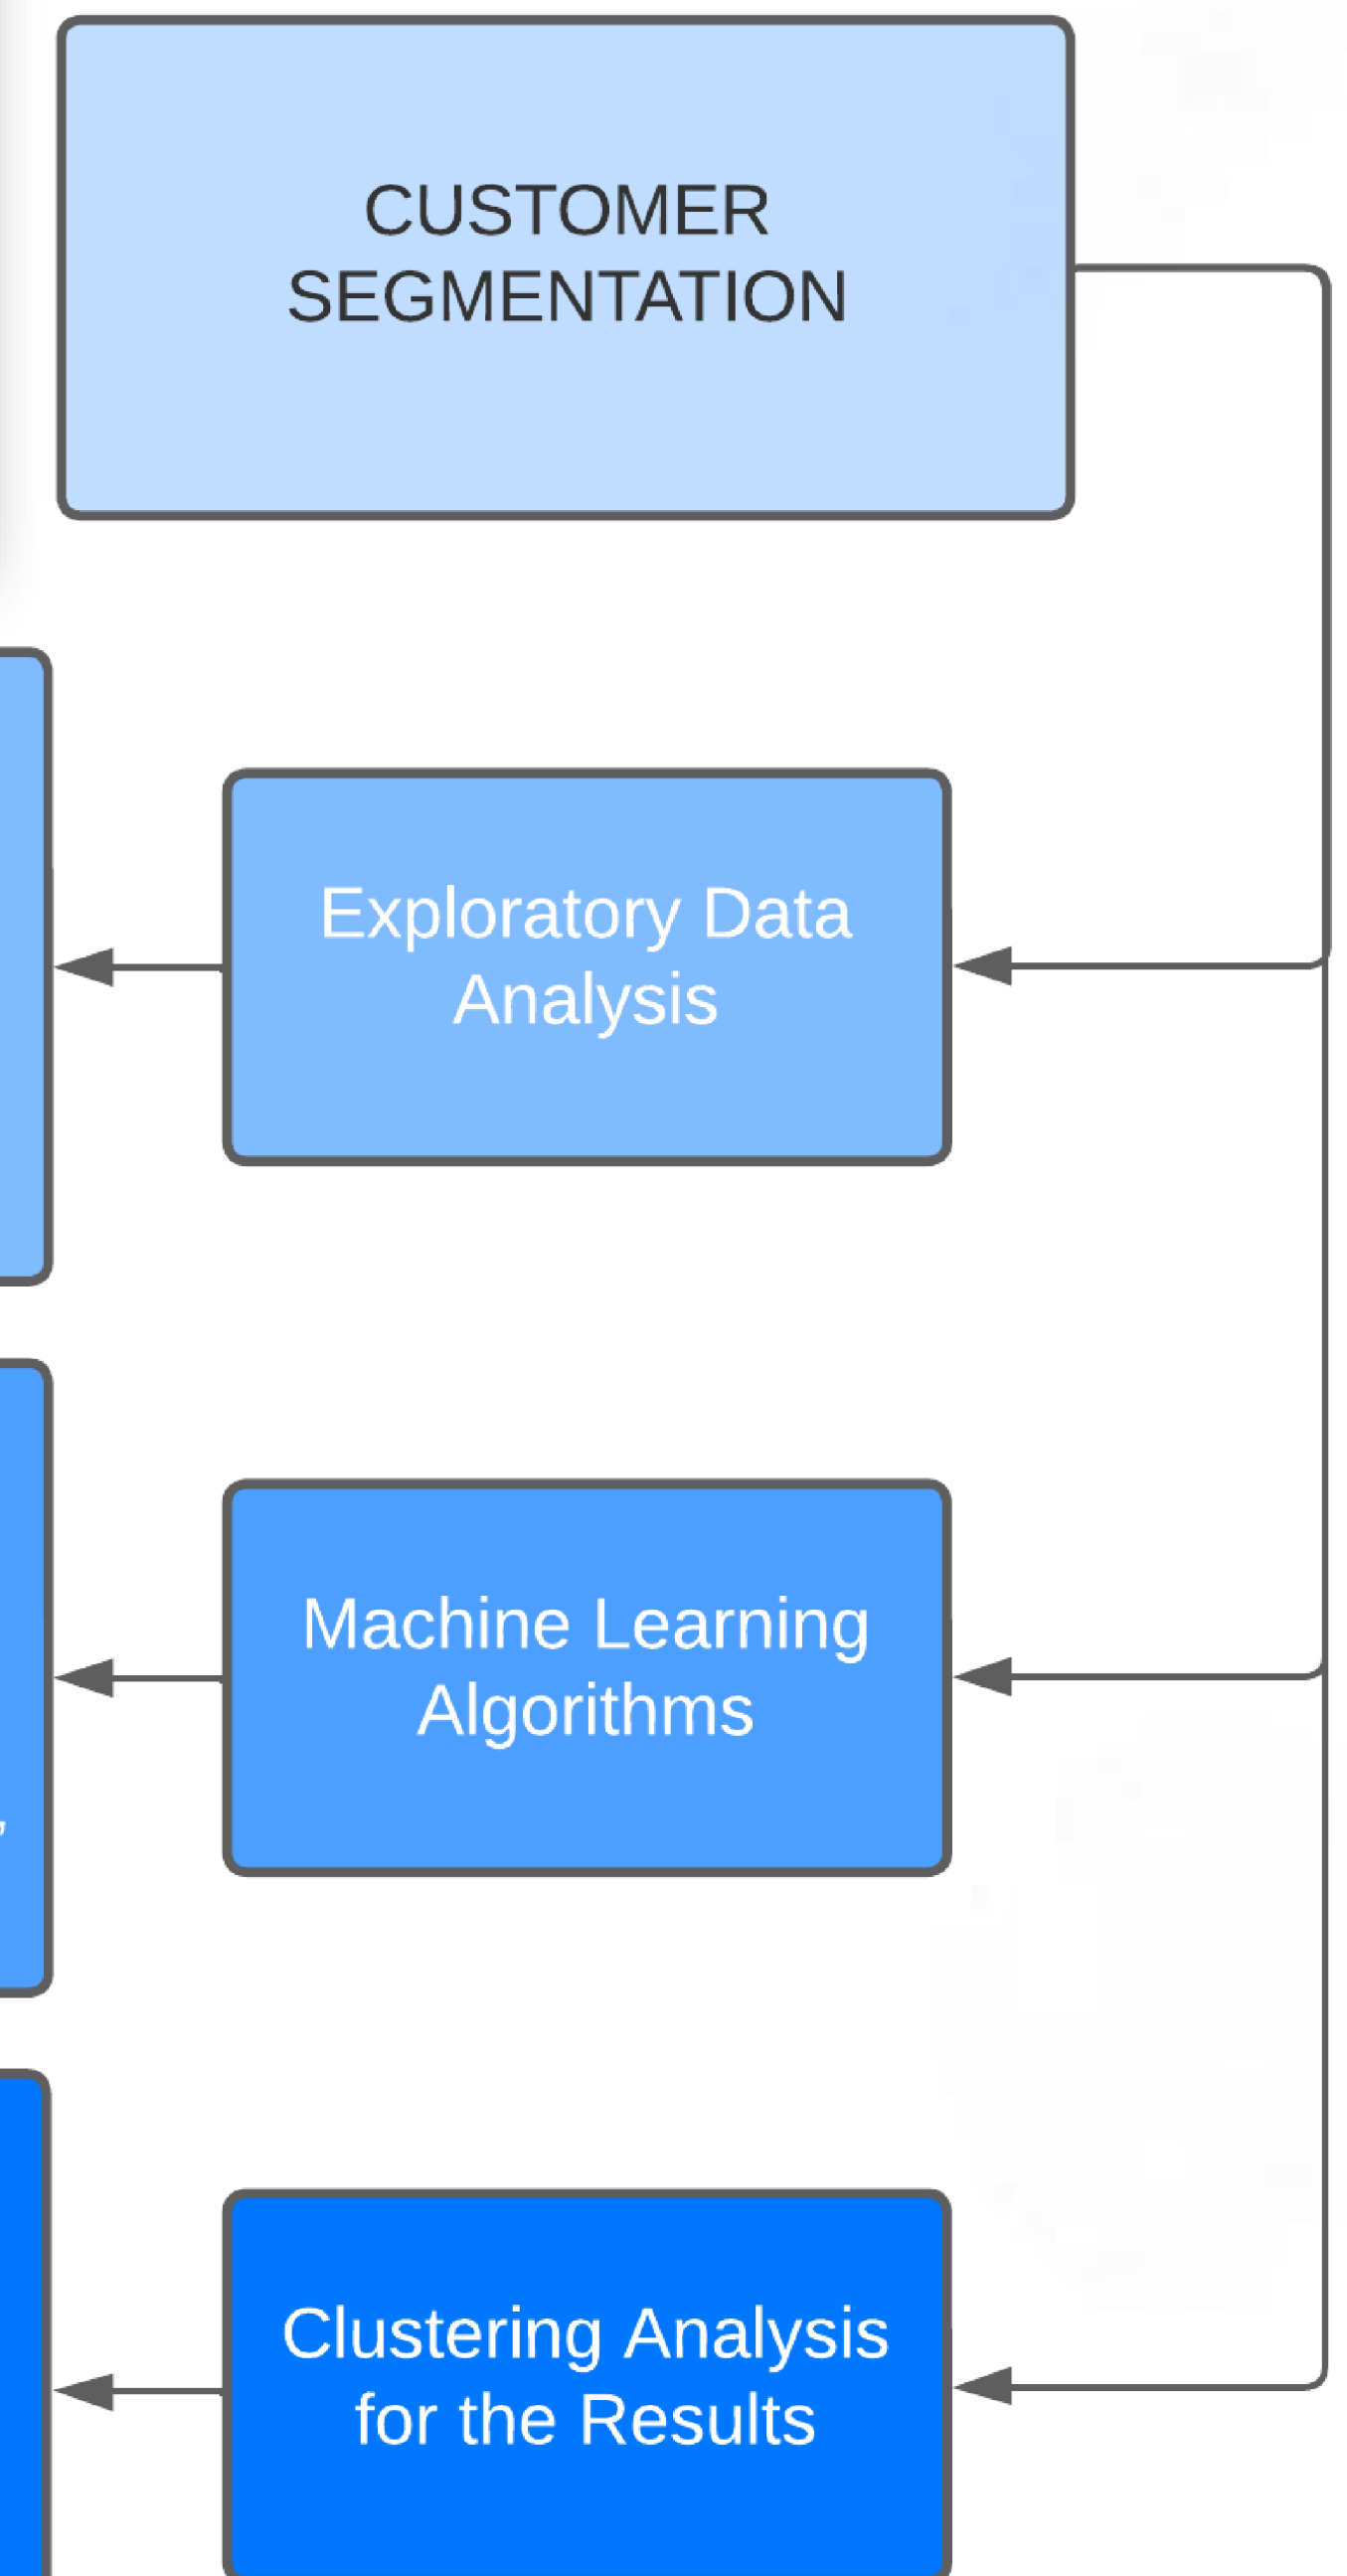 CUSTOMER
SEGMENTATION
Exploratory Data
Analysis
Machine Learning
Algorithms
,
Clustering Analysis
for the Results